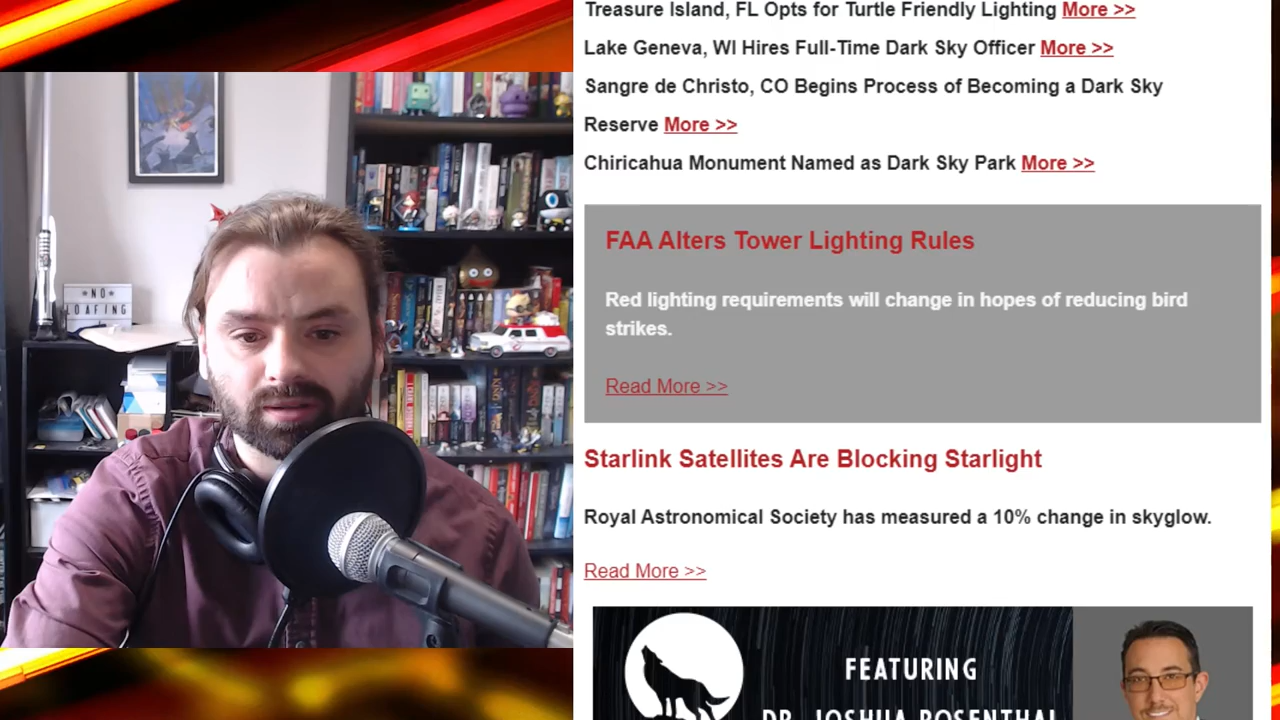 *NO
LOAFING
Treasure Island, FL Opts for Turtle Friendly Lighting More >>
Lake Geneva, WI Hires Full-Time Dark Sky Officer More >>
Sangre de Christo, CO Begins Process of Becoming a Dark Sky
Reserve More >>
Chiricahua Monument Named as Dark Sky Park More >>
FAA Alters Tower Lighting Rules
Red lighting requirements will change in hopes of reducing bird
strikes.
Read More >>
Starlink Satellites Are Blocking Starlight
Royal Astronomical Society has measured a 10% change in skyglow.
Read More >>
FEATURING
DR. JOSHUA ROSENTHAL